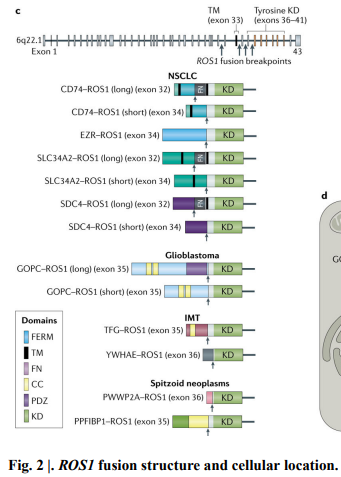 c
TM
(exon 33)
Tyrosine KD
(exons 36–41)
6q22.1
Exon 1
43
ROS1 fusion breakpoints
NSCLC
CD74–ROS1 (long) (exon 32) FN KD
CD74–ROS1 (short) (exon 34) KD
EZR–ROS1 (exon 34) KD
SLC34A2–ROS1 (long) (exon 32) FN KD
SLC34A2–ROS1 (short) (exon 34) KD
SDC4–ROS1 (long) (exon 32) FN KD
SDC4–ROS1 (short) (exon 34) KD
Glioblastoma
GOPC–ROS1 (long) (exon 35) KD
GOPC–ROS1 (short) (exon 35) KD
IMT
TFG–ROS1 (exon 35) KD
YWHAE–ROS1 (exon 36) KD
Spitzoid neoplasms
PWWP2A–ROS1 (exon 36) KD
PPFIBP1–ROS1 (exon 35) KD
Domains
FERM
TM
FN
CC
PDZ
KD
d
Fig. 2 |. ROS1 fusion structure and cellular location.